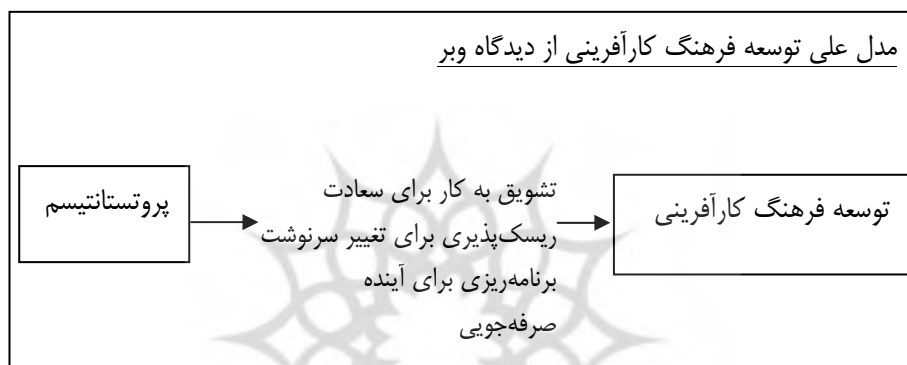 مدل علی توسعه فرهنگ کارآفرینی از دیدگاه وبر
پروتستانتیسم
تشویق به کار برای سعادت
ریسک‌پذیری برای تغییر سرنوشت
برنامه‌ریزی برای آینده
صرفه‌جویی
توسعه فرهنگ کارآفرینی